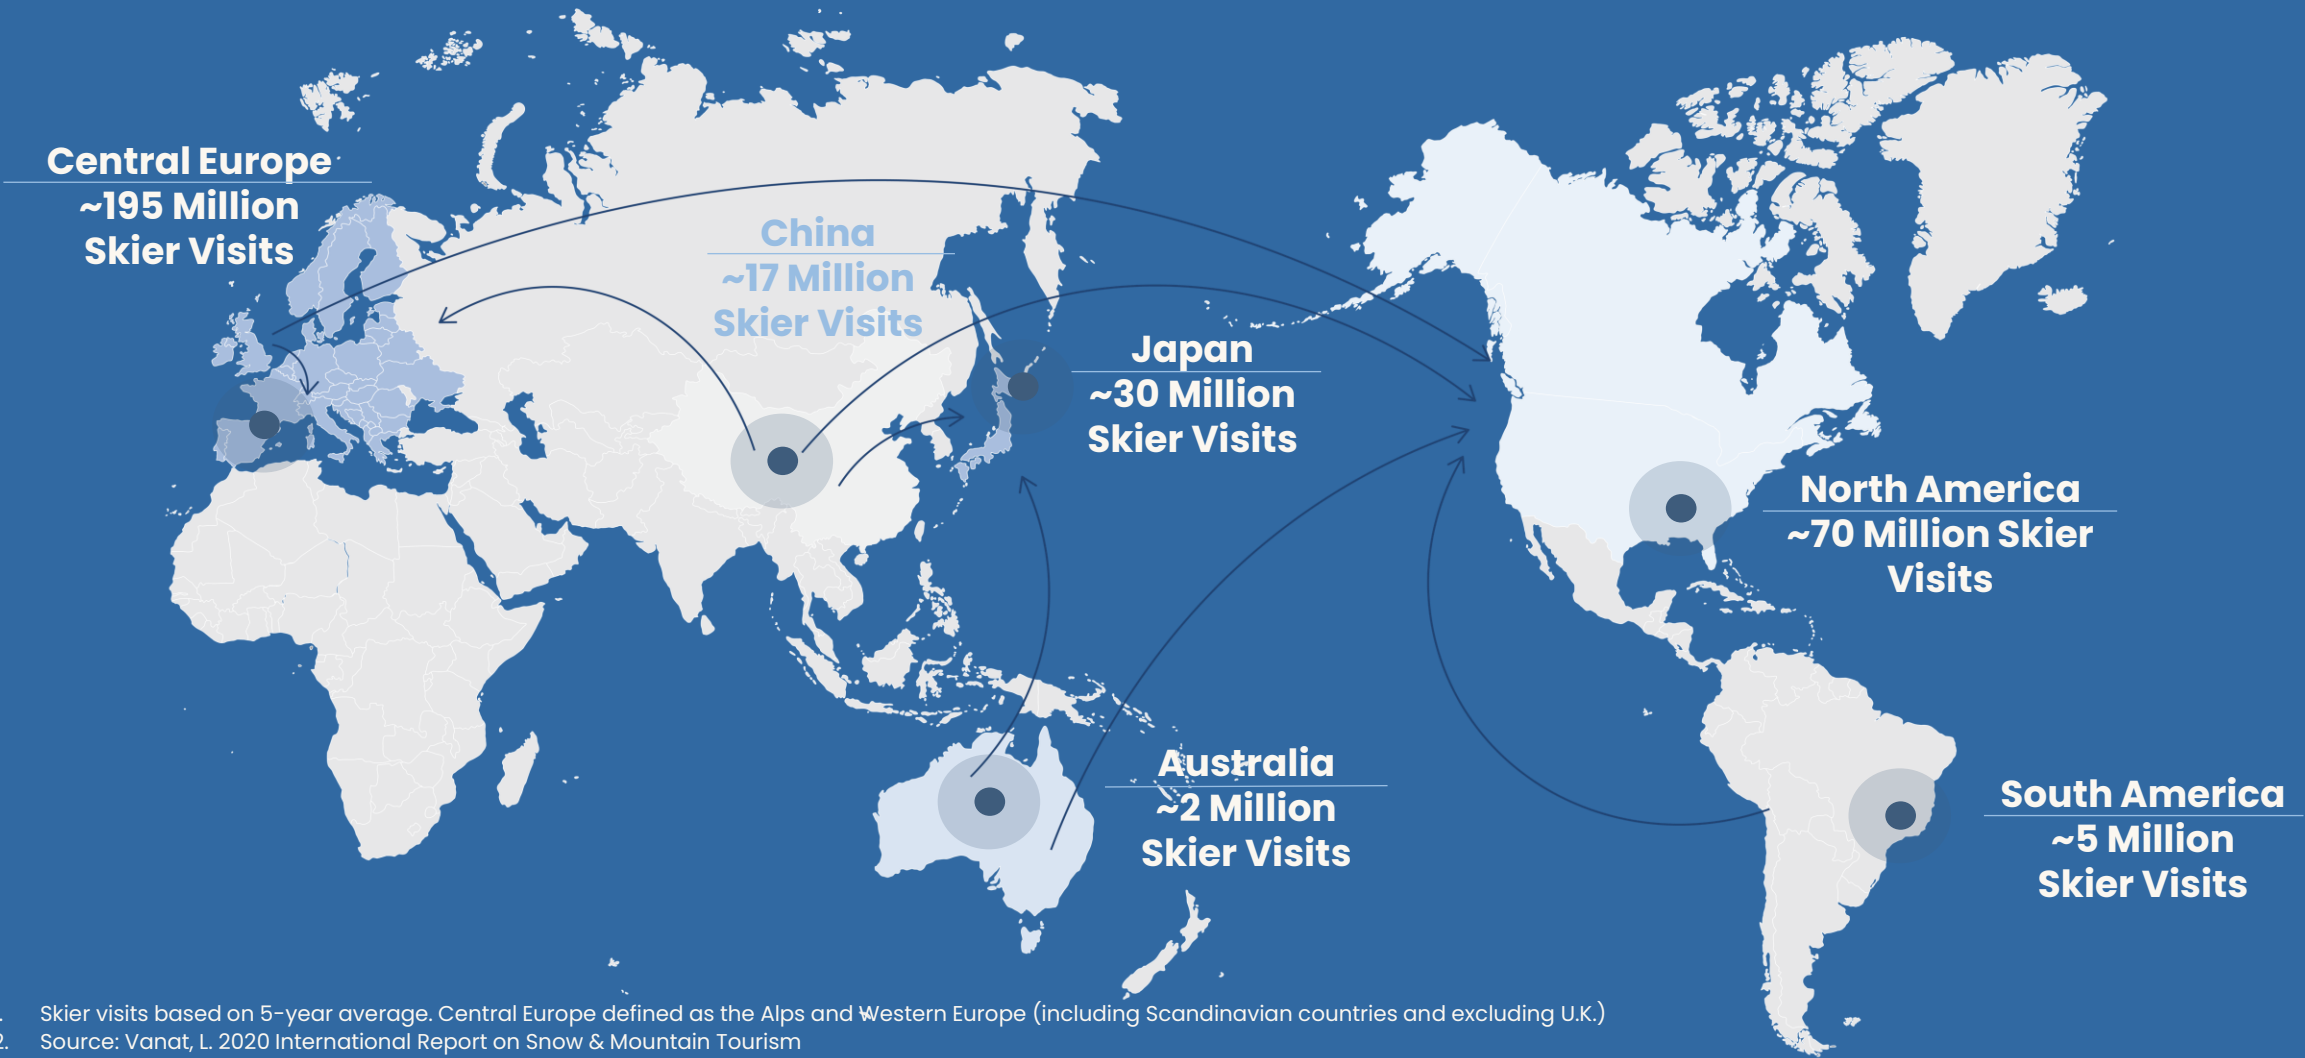 Central Europe
~195 Million
Skier Visits
China
~17 Million
Skier Visits
Japan
~30 Million
Skier Visits
North America
~70 Million Skier
Visits
Australia
~2 Million
Skier Visits
South America
~5 Million
Skier Visits
Skier visits based on 5-year average. Central Europe defined as the Alps and Western Europe (including Scandinavian countries and excluding U.K.)
2. Source: Vanat, L. 2020 International Report on Snow & Mountain Tourism